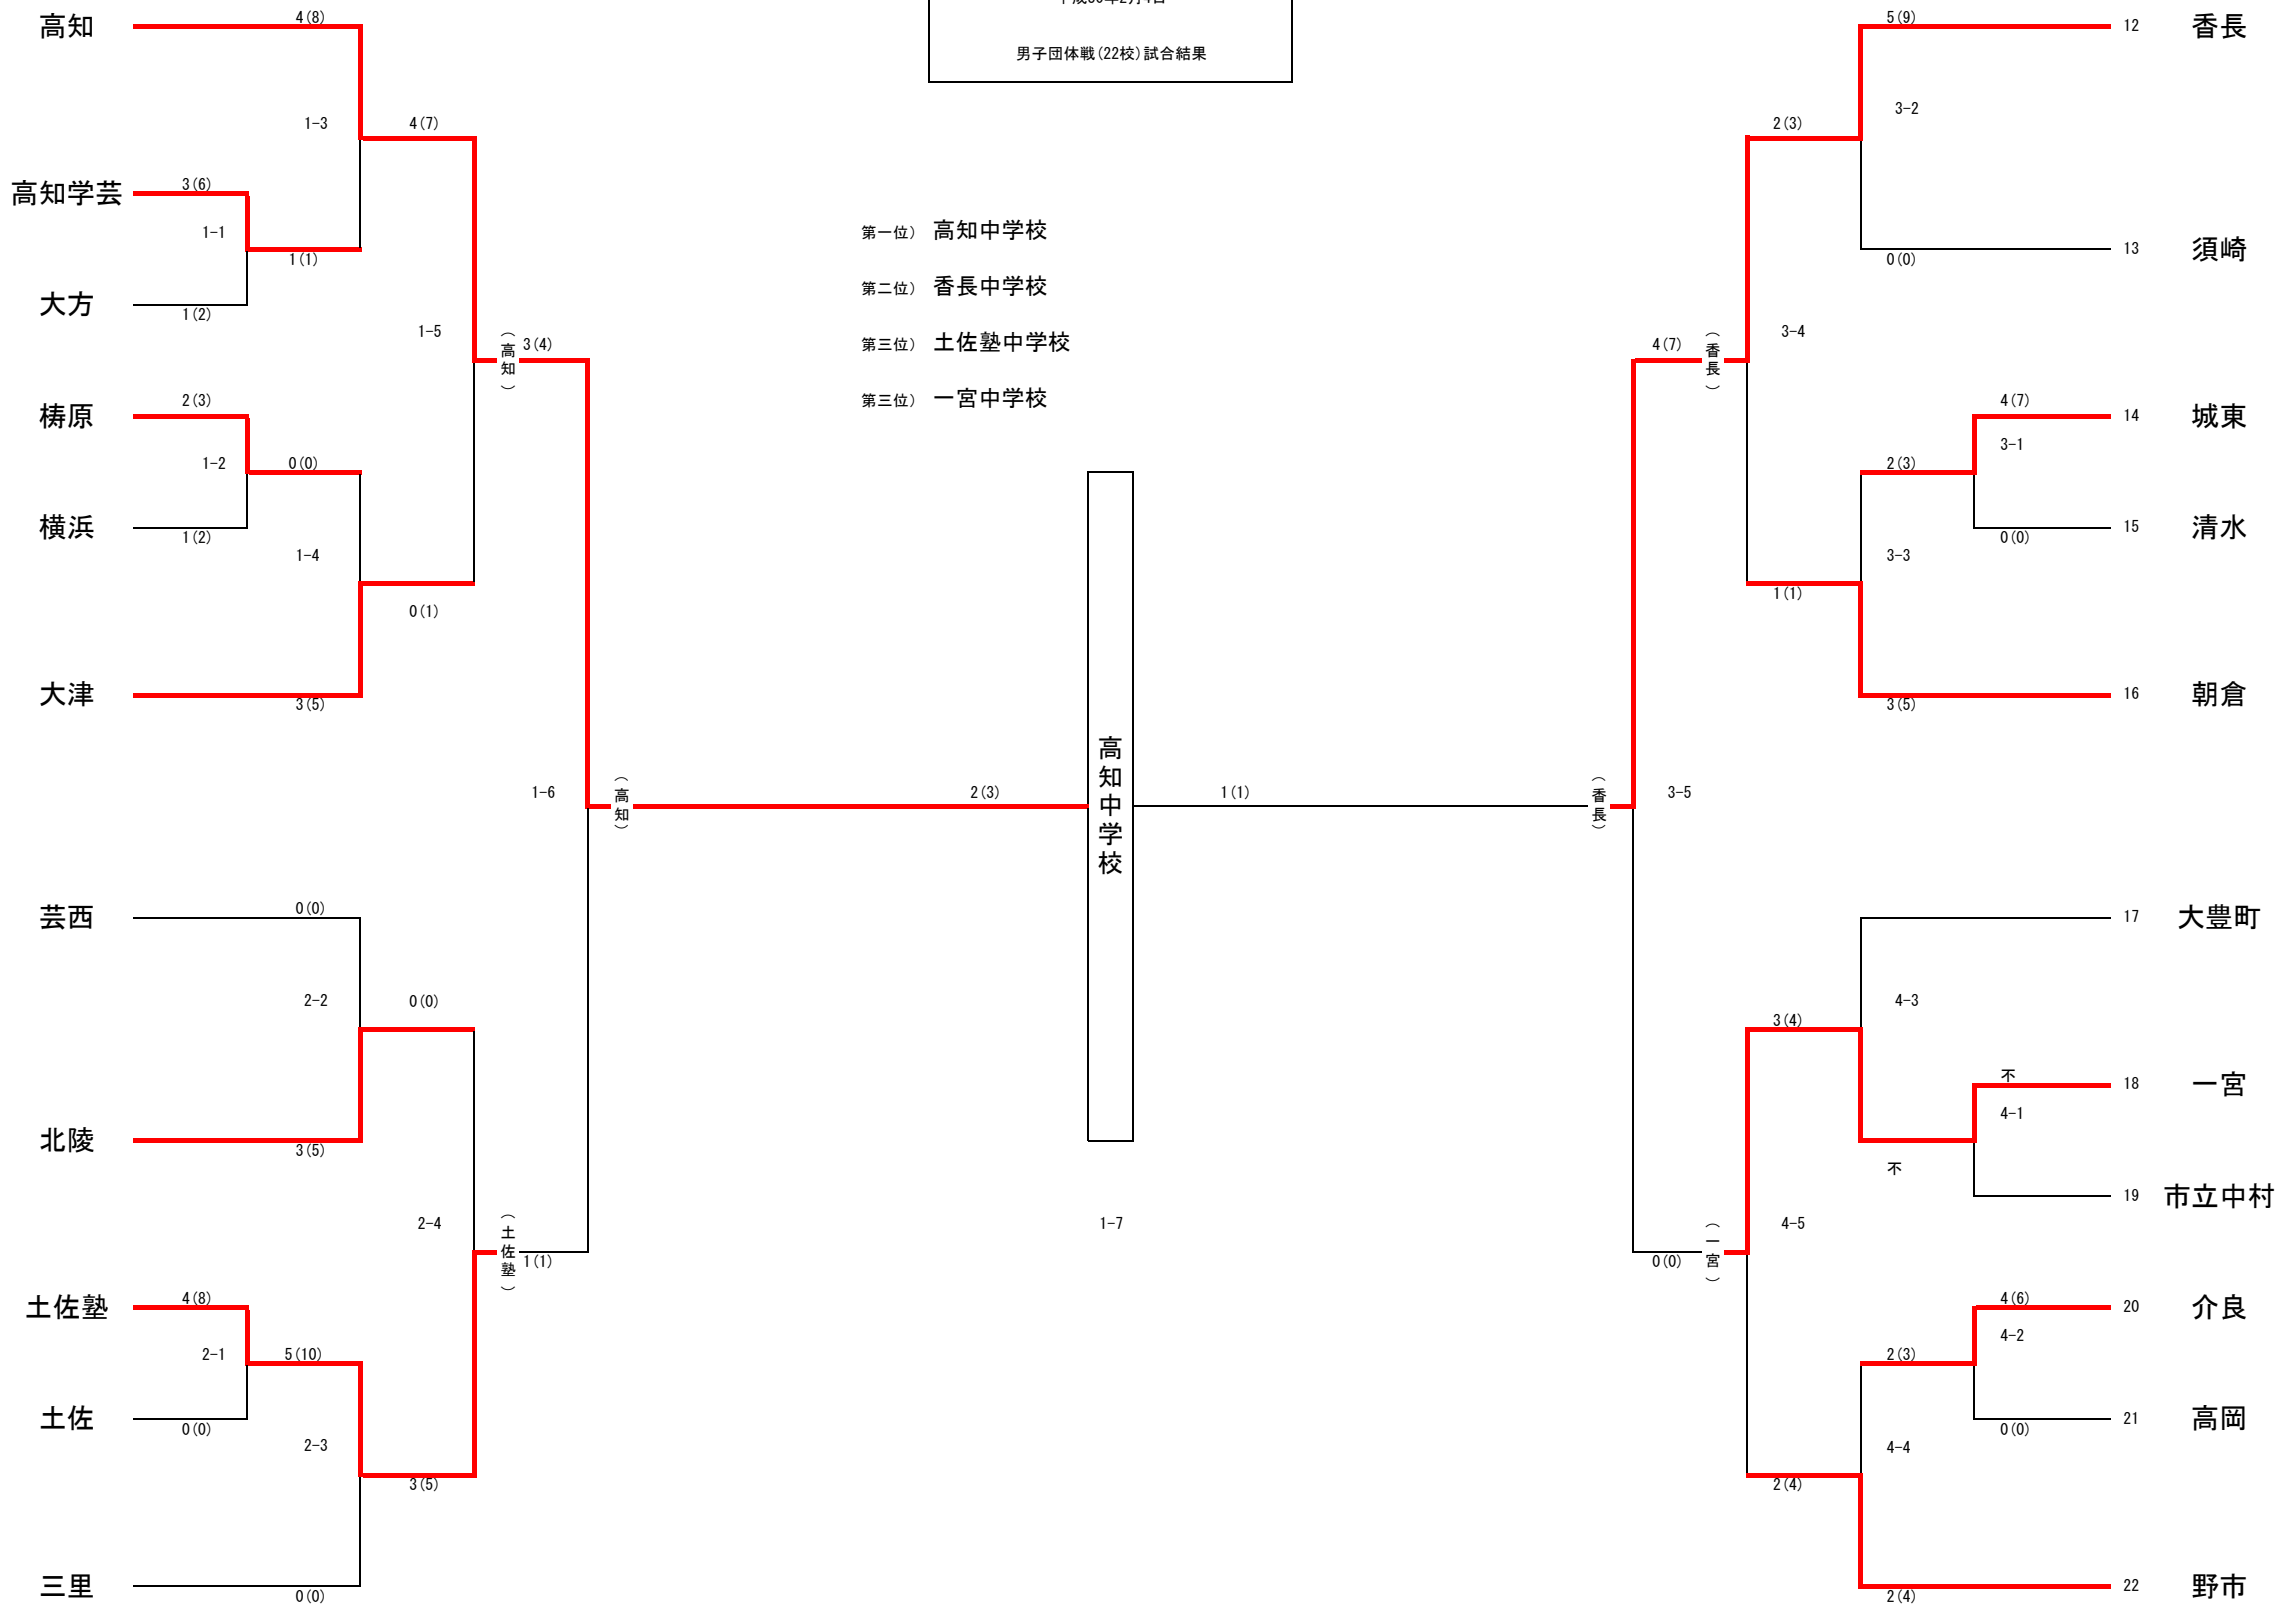 男子団体戦(22校)試合結果
第一位) 高知中学校
第二位) 香長中学校
第三位) 土佐塾中学校
第三位) 一宮中学校
高知
4(8)
1-3
4(7)
高知学芸
3(6)
1-1
1(1)
大方
1(2)
1-5
(高知)
3(4)
梼原
2(3)
1-2
0(0)
横浜
1(2)
1-4
0(1)
大津
3(5)
1-6
(高知)
2(3)
芸西
0(0)
2-2
0(0)
北陵
3(5)
2-4
(土佐塾)
1(1)
土佐塾
4(8)
2-1
5(10)
土佐
0(0)
2-3
3(5)
三里
0(0)
高知中学校
1-7
5(9)
12 香長
3-2
2(3)
13 須崎
0(0)
3-4
(香長)
4(7)
4(7)
14 城東
3-1
2(3)
15 清水
0(0)
3-3
1(1)
16 朝倉
3(5)
1(1)
(香長)
3-5
17 大豊町
4-3
3(4)
不
18 一宮
4-1
不
19 市立中村
4-5
(一宮)
0(0)
4(6)
20 介良
4-2
2(3)
21 高岡
0(0)
4-4
2(4)
22 野市
2(4)